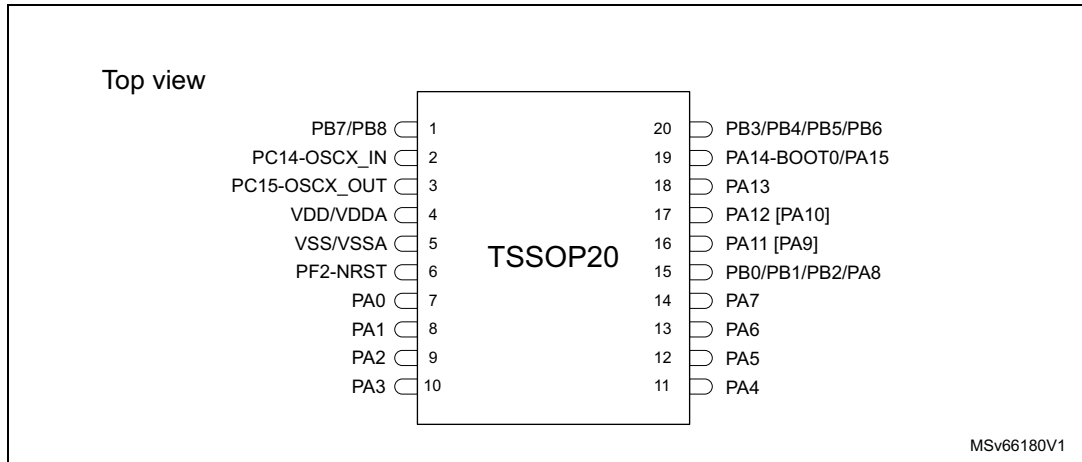 Top view
PB7/PB8 1
PC14-OSCX_IN 2
PC15-OSCX_OUT 3
VDD/VDDA 4
VSS/VSSA 5
PF2-NRST 6
PA0 7
PA1 8
PA2 9
PA3 10
TSSOP20
20 PB3/PB4/PB5/PB6
19 PA14-BOOT0/PA15
18 PA13
17 PA12 [PA10]
16 PA11 [PA9]
15 PB0/PB1/PB2/PA8
14 PA7
13 PA6
12 PA5
11 PA4
MSv66180V1